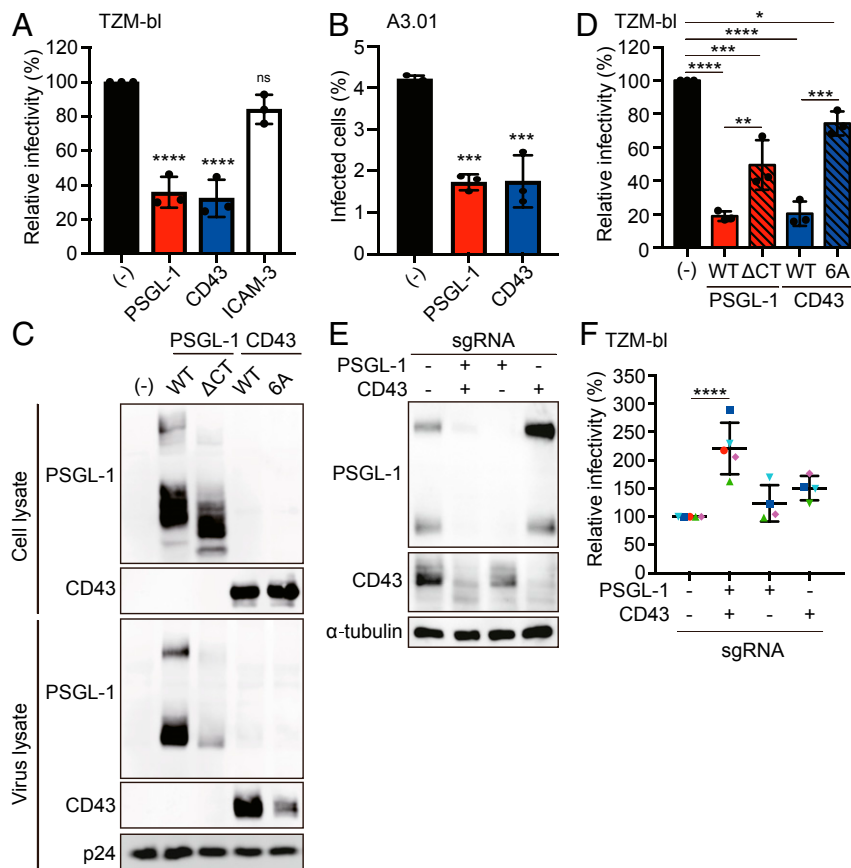 A TZM-bl
Relative infectivity (%)
120
100
80
60
40
20
0
ns
**** ****
(-) PSGL-1 CD43 ICAM-3
B A3.01
Infected cells (%)
5
4
3
2
1
0
*** ***
(-) PSGL-1 CD43
D TZM-bl
Relative infectivity (%)
120
100
80
60
40
20
0
*
****
***
****
**
***
(-) WT ΔCT WT 6A
PSGL-1 CD43
C
PSGL-1 CD43
(-) WT ΔCT WT 6A
Cell lysate
PSGL-1
CD43
Virus lysate
PSGL-1
CD43
p24
E
sgRNA
PSGL-1 - + + -
CD43 - + - +
PSGL-1
CD43
α-tubulin
F TZM-bl
Relative infectivity (%)
350
300
250
200
150
100
50
0
****
PSGL-1 - + + -
CD43 - + - +
sgRNA